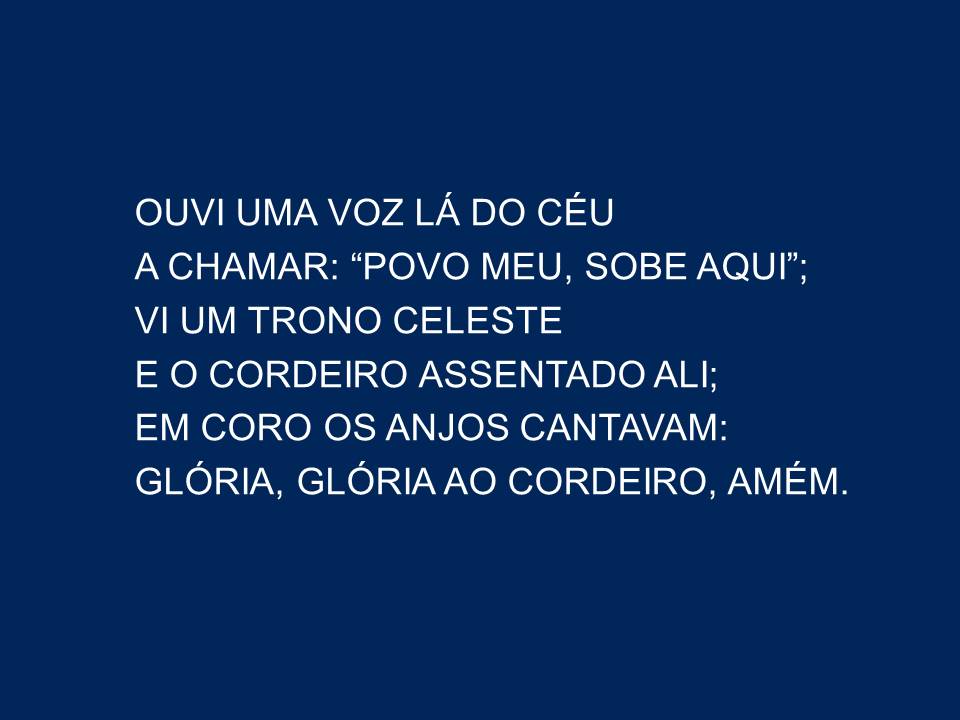 OUVI UMA VOZ LÁ DO CÉU
A CHAMAR: “POVO MEU, SOBE AQUI”;
VI UM TRONO CELESTE
E O CORDEIRO ASSENTADO ALI;
EM CORO OS ANJOS CANTAVAM:
GLÓRIA, GLÓRIA AO CORDEIRO, AMÉM.